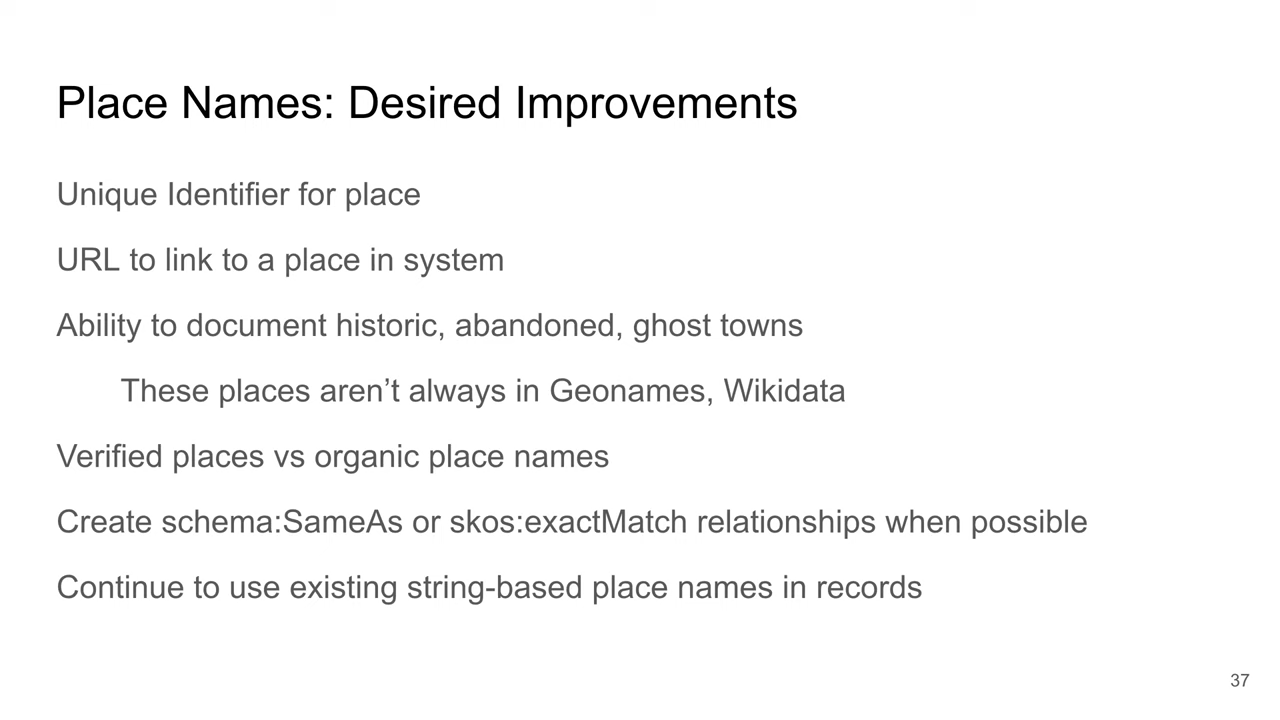 Place Names: Desired Improvements
Unique Identifier for place
URL to link to a place in system
Ability to document historic, abandoned, ghost towns
These places aren’t always in Geonames, Wikidata
Verified places vs organic place names
Create schema:SameAs or skos:exactMatch relationships when possible
Continue to use existing string-based place names in records
37